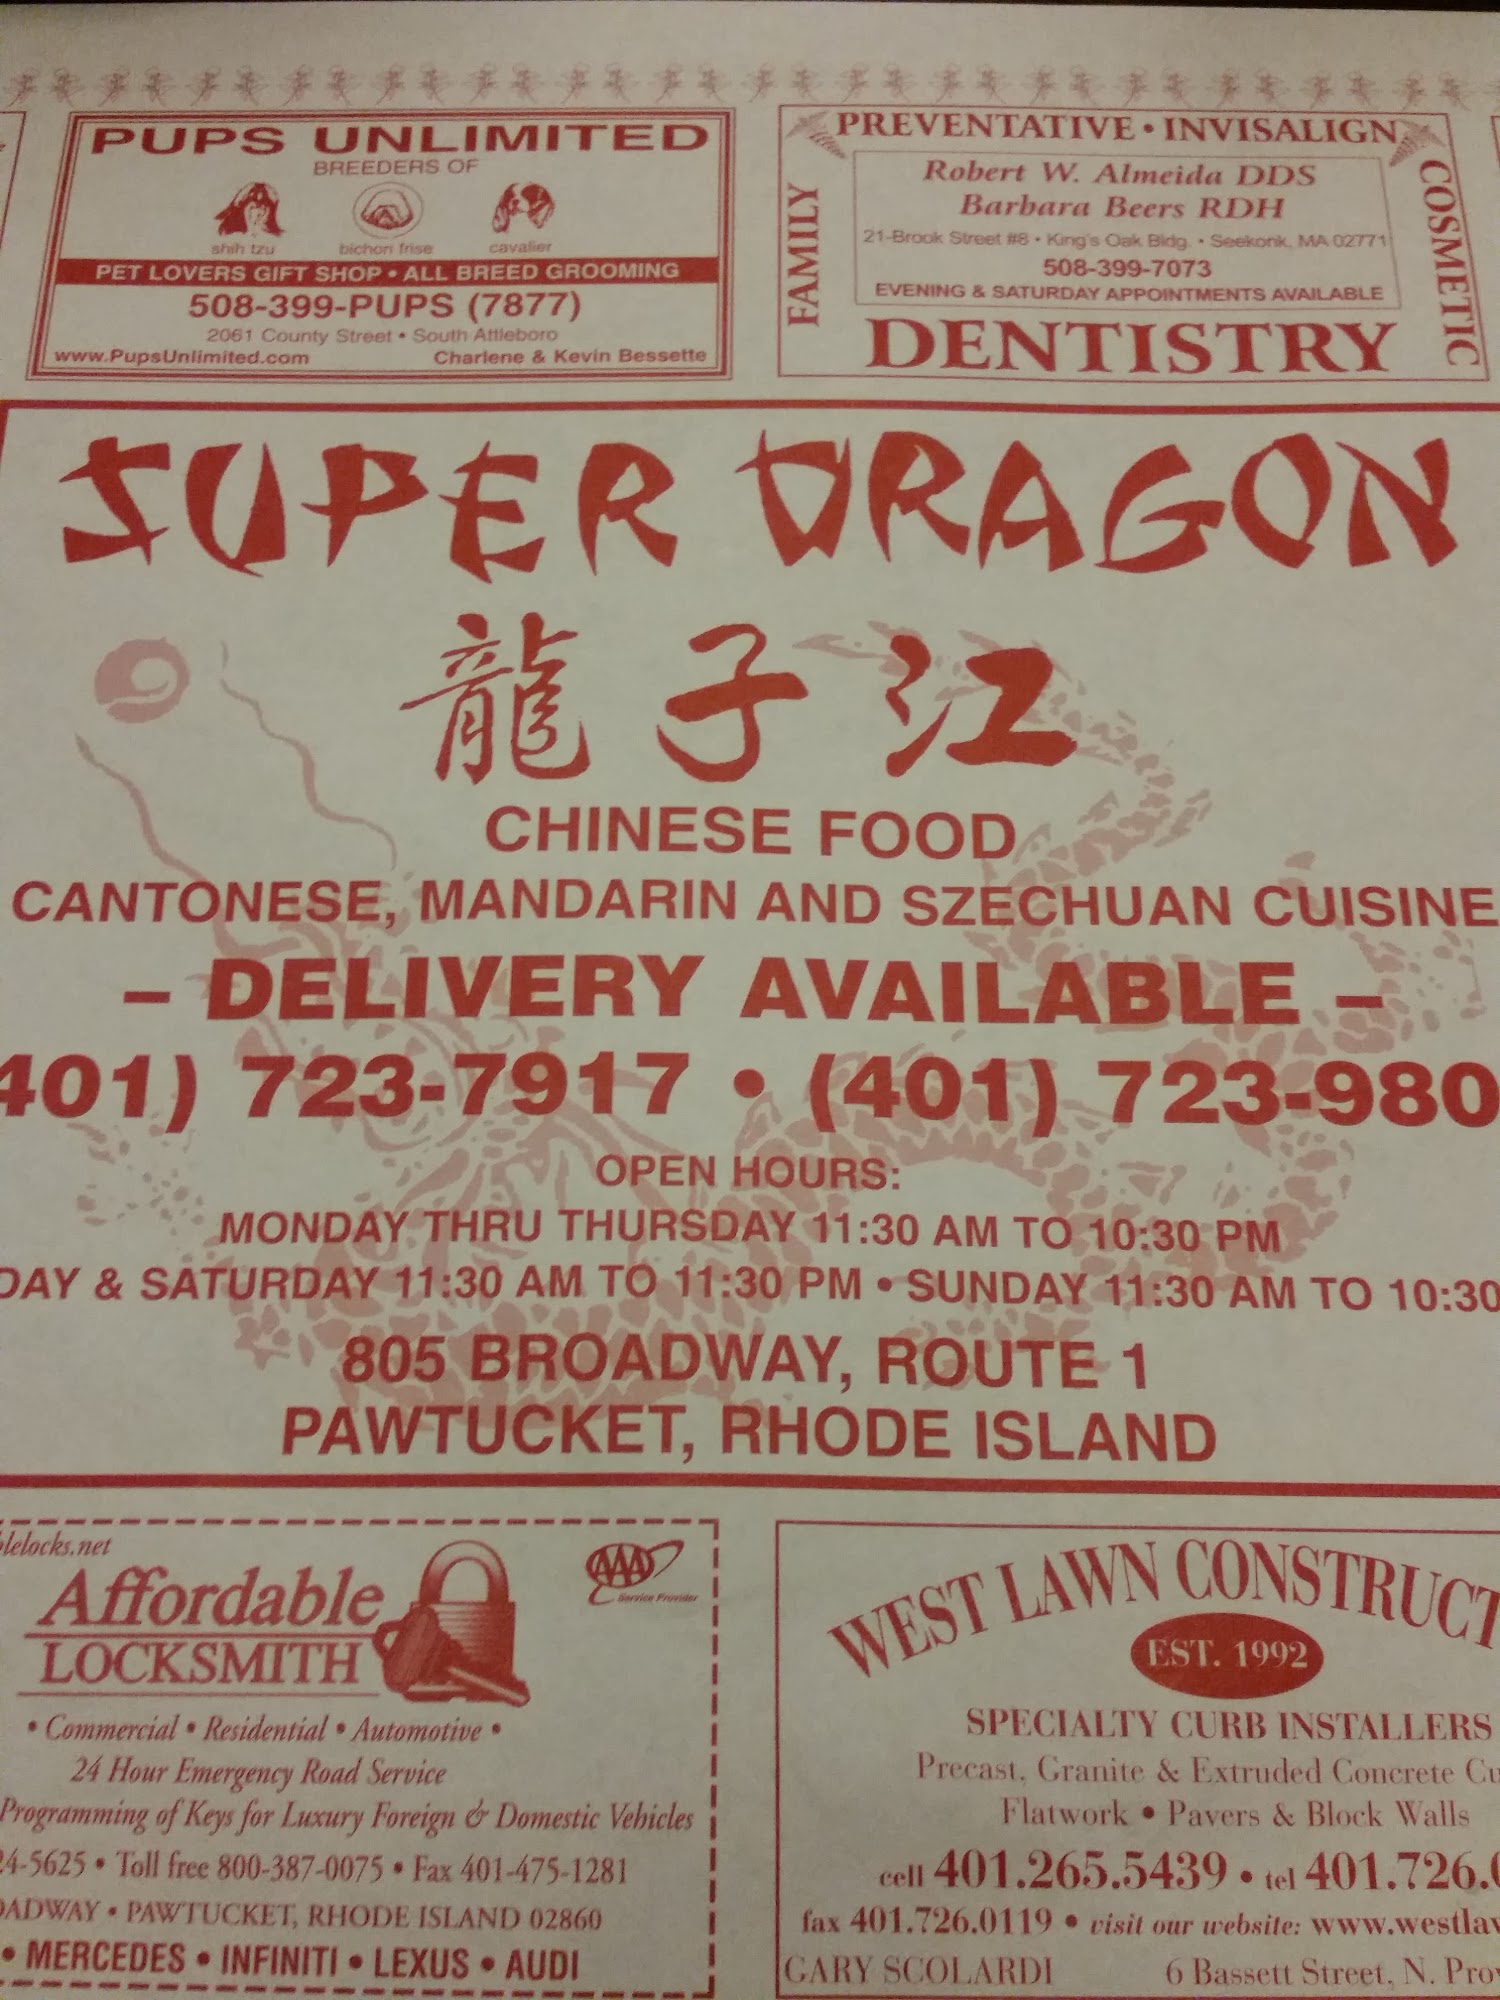 PUPS UNLIMITED
BREEDERS OF
shih tzu bichon frise cavalier
PET LOVERS GIFT SHOP • ALL BREED GROOMING
508-399-PUPS (7877)
2061 County Street • South Attleboro
www.PupsUnlimited.com Charlene & Kevin Bessette
PREVENTATIVE • INVISALIGN
FAMILY
COSMETIC
Robert W. Almeida DDS
Barbara Beers RDH
21-Brook Street #8 • King's Oak Bldg. • Seekonk, MA 02771
508-399-7073
EVENING & SATURDAY APPOINTMENTS AVAILABLE
DENTISTRY
SUPER DRAGON
龍子江
CHINESE FOOD
CANTONESE, MANDARIN AND SZECHUAN CUISINE
– DELIVERY AVAILABLE –
401) 723-7917 • (401) 723-980
OPEN HOURS:
MONDAY THRU THURSDAY 11:30 AM TO 10:30 PM
DAY & SATURDAY 11:30 AM TO 11:30 PM • SUNDAY 11:30 AM TO 10:30
805 BROADWAY, ROUTE 1
PAWTUCKET, RHODE ISLAND
blelocks.net
Affordable
LOCKSMITH
AAA
Service Provider
• Commercial • Residential • Automotive •
24 Hour Emergency Road Service
Programming of Keys for Luxury Foreign & Domestic Vehicles
24-5625 • Toll free 800-387-0075 • Fax 401-475-1281
OADWAY • PAWTUCKET, RHODE ISLAND 02860
• MERCEDES • INFINITI • LEXUS • AUDI
WEST LAWN CONSTRUCT
EST. 1992
SPECIALTY CURB INSTALLERS
Precast, Granite & Extruded Concrete Cu
Flatwork • Pavers & Block Walls
cell 401.265.5439 • tel 401.726.0
fax 401.726.0119 • visit our website: www.westlaw
GARY SCOLARDI 6 Bassett Street, N. Prov